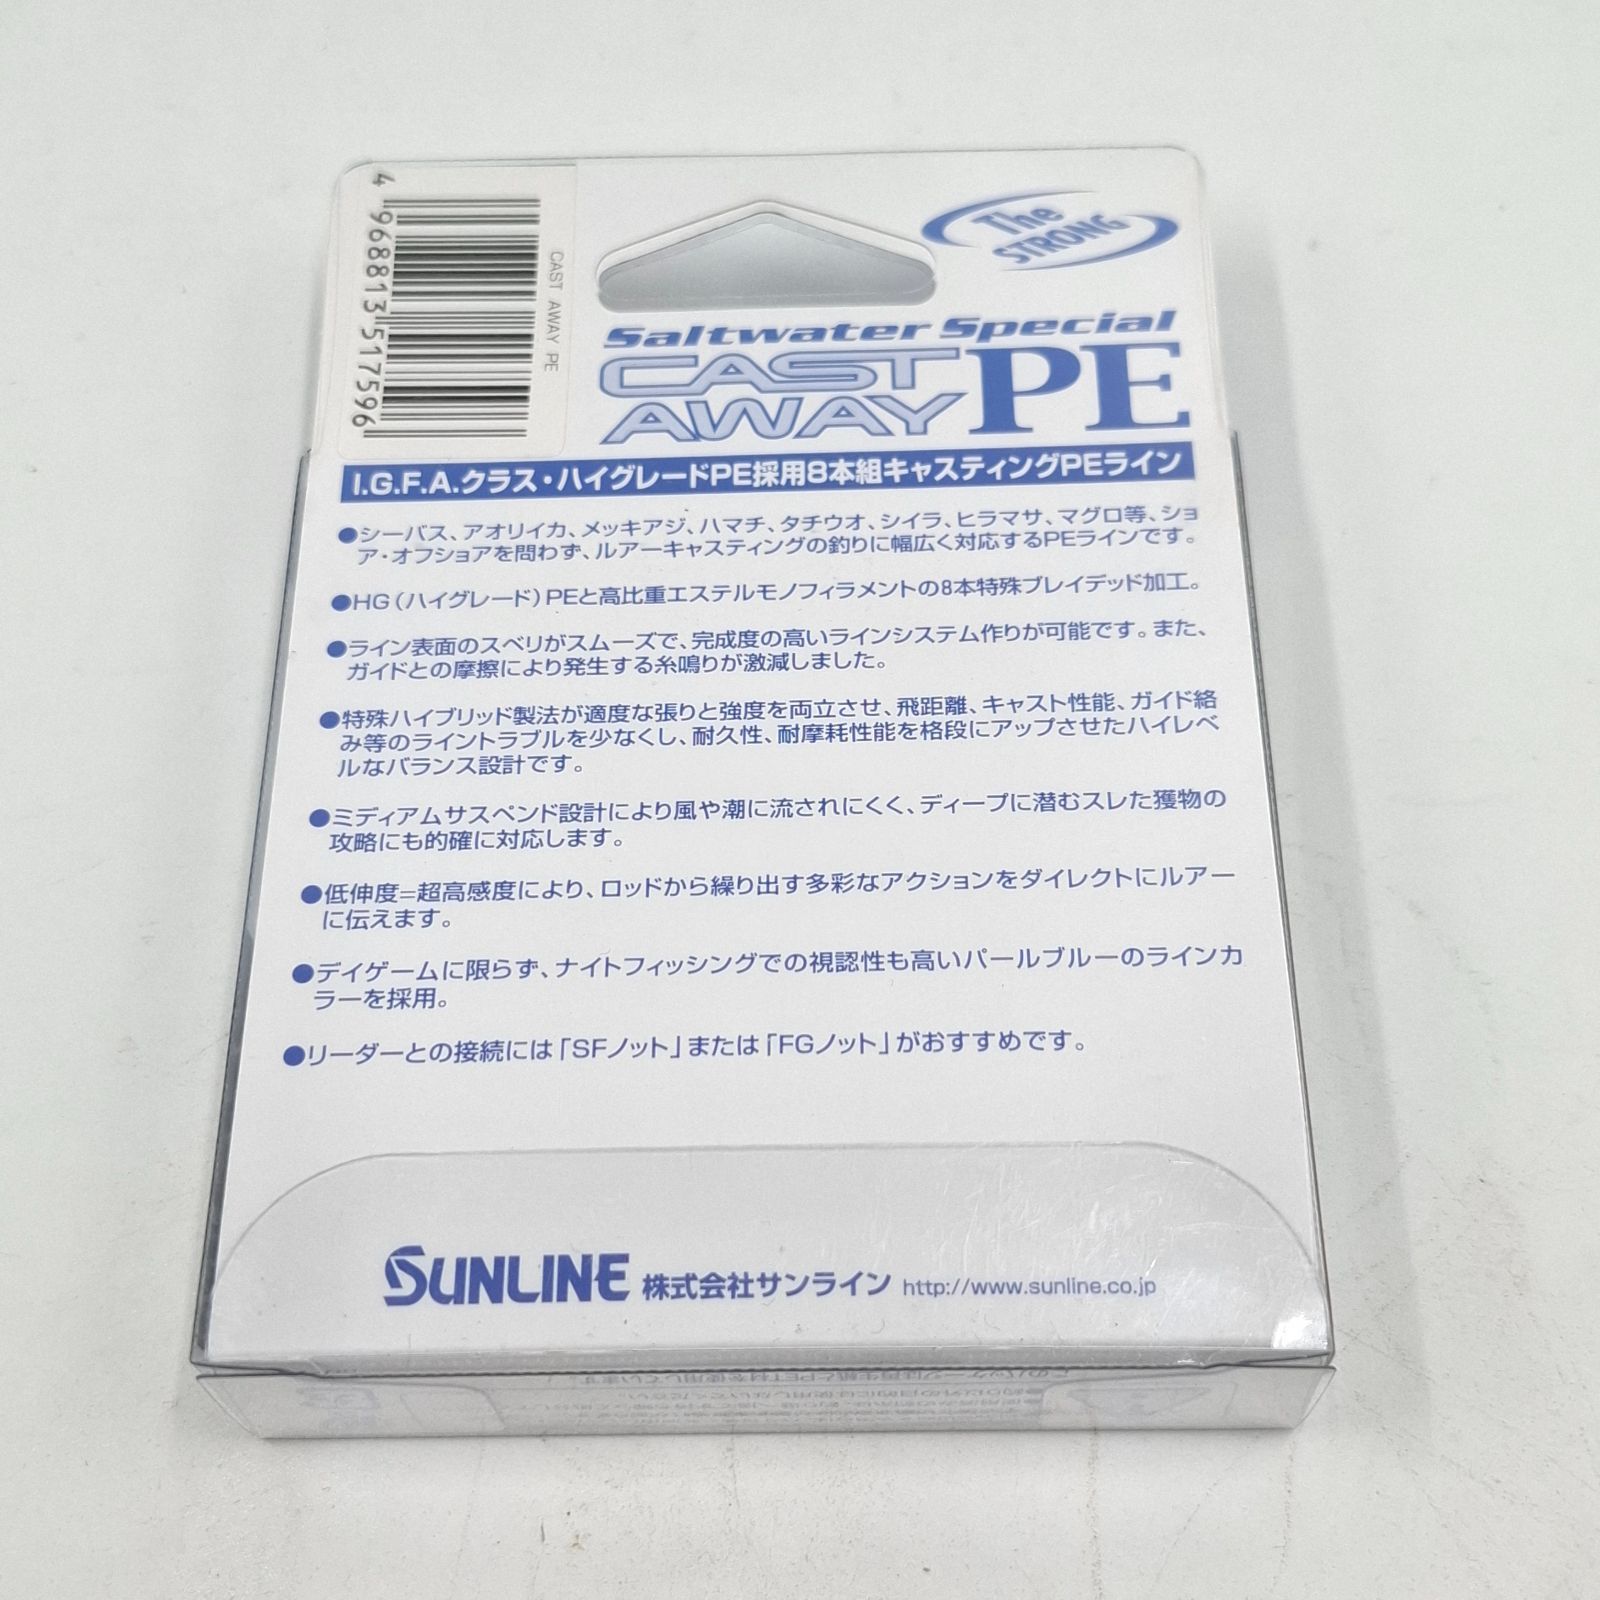 4 968813 517596
CAST AWAY PE
The
STRONG
Saltwater Special
CAST
AWAY PE
I.G.F.A.クラス・ハイグレードPE採用8本組キャスティングPEライン
●シーバス、アオリイカ、メッキアジ、ハマチ、タチウオ、シイラ、ヒラマサ、マグロ等、ショ
ア・オフショアを問わず、ルアーキャスティングの釣りに幅広く対応するPEラインです。
●HG(ハイグレード)PEと高比重エステルモノフィラメントの8本特殊ブレイデッド加工。
●ライン表面のスベリがスムーズで、完成度の高いラインシステム作りが可能です。また、
ガイドとの摩擦により発生する糸鳴りが激減しました。
●特殊ハイブリッド製法が適度な張りと強度を両立させ、飛距離、キャスト性能、ガイド絡
み等のライントラブルを少なくし、耐久性、耐摩耗性能を格段にアップさせたハイレベ
ルなバランス設計です。
●ミディアムサスペンド設計により風や潮に流されにくく、ディープに潜むスレた獲物の
攻略にも的確に対応します。
●低伸度=超高感度により、ロッドから繰り出す多彩なアクションをダイレクトにルアー
に伝えます。
●デイゲームに限らず、ナイトフィッシングでの視認性も高いパールブルーのラインカ
ラーを採用。
●リーダーとの接続には「SFノット」または「FGノット」がおすすめです。
SUNLINE 株式会社サンライン http://www.sunline.co.jp